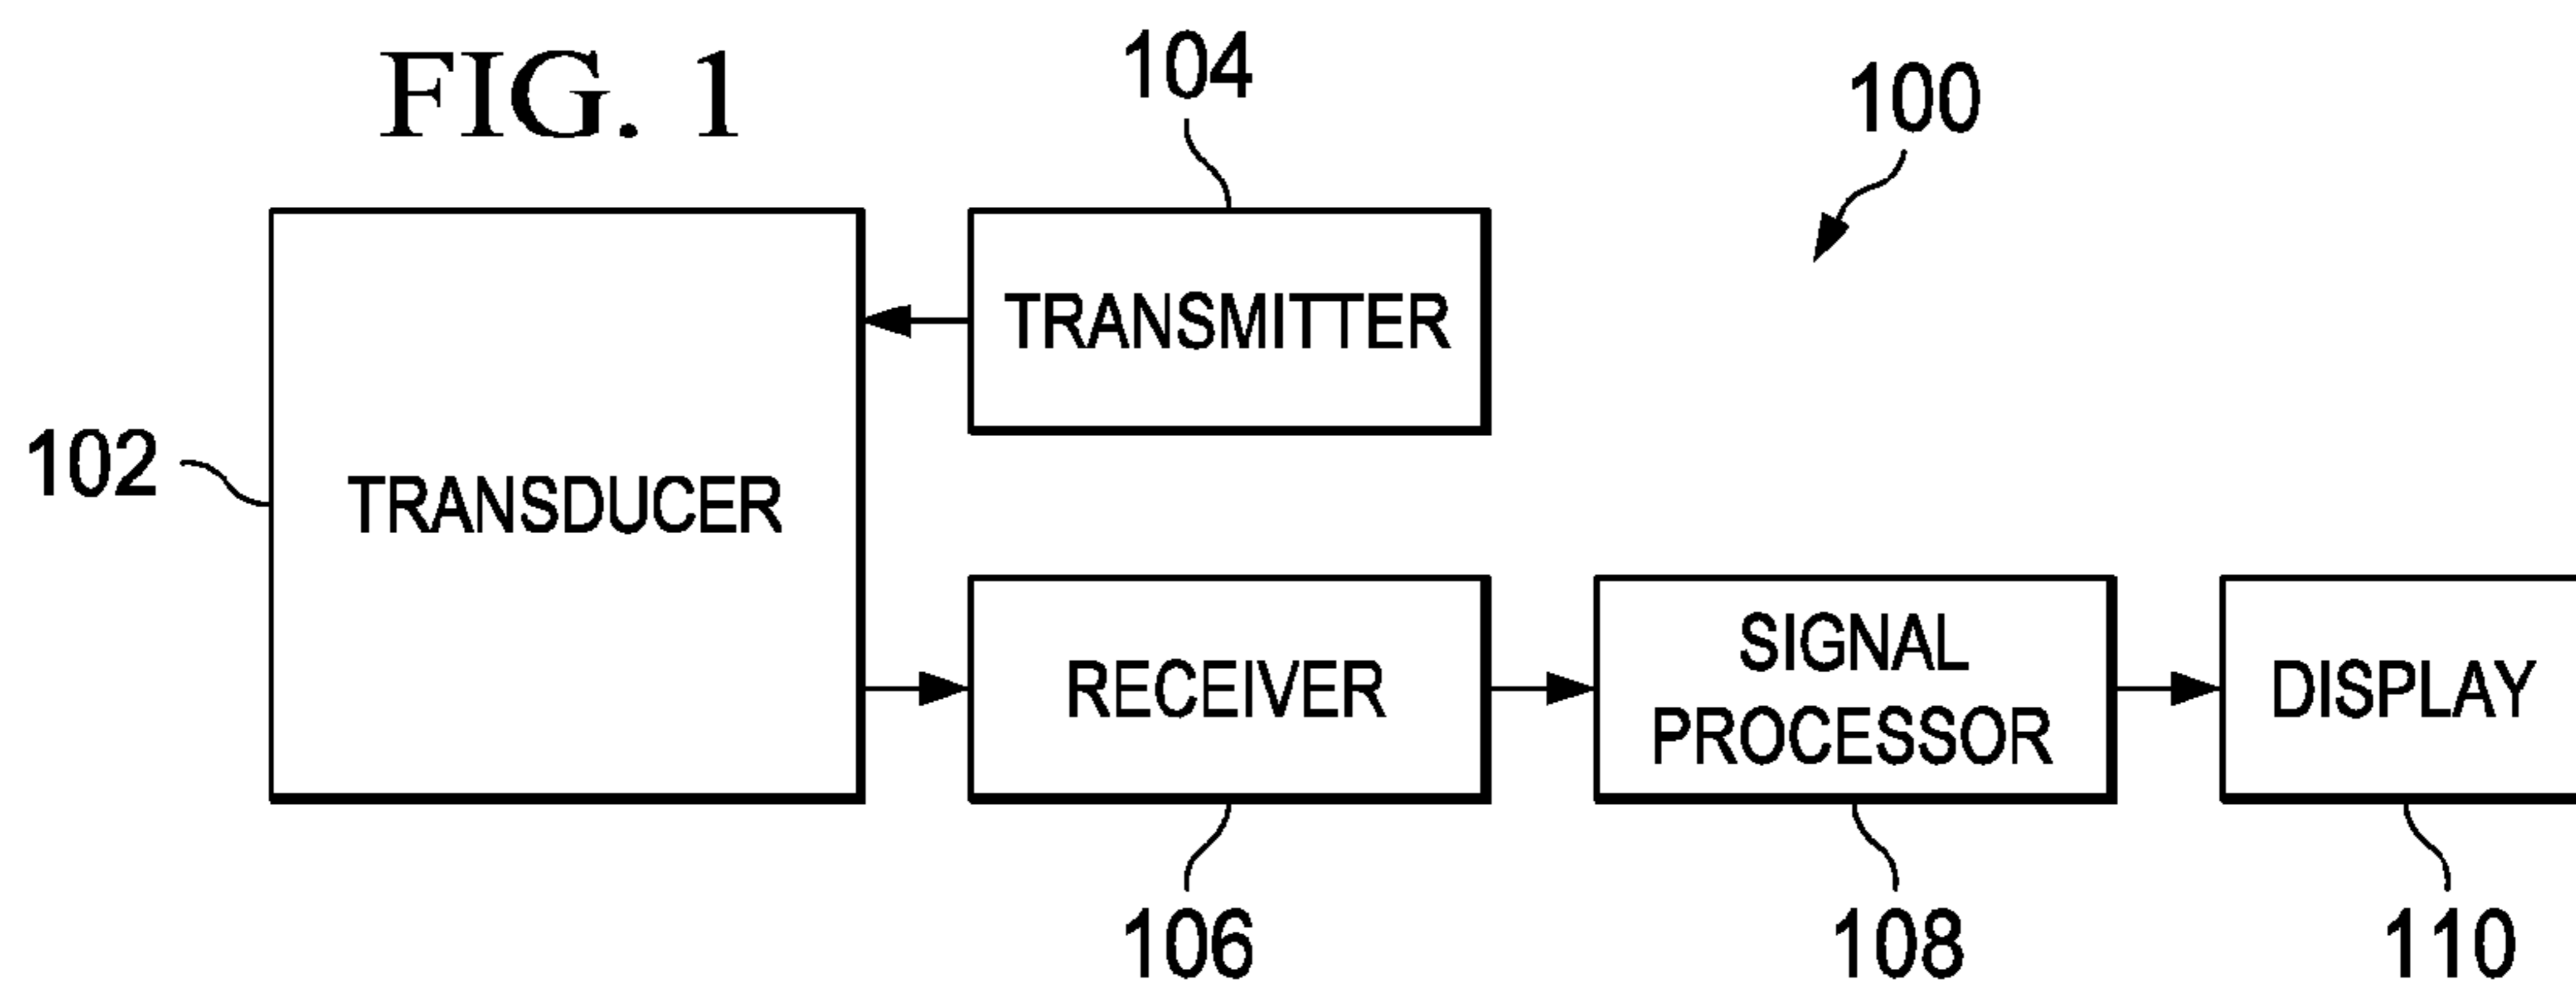 FIG. 1
104
100
TRANSMITTER
102
TRANSDUCER
RECEIVER
SIGNAL
PROCESSOR
DISPLAY
106
108
110